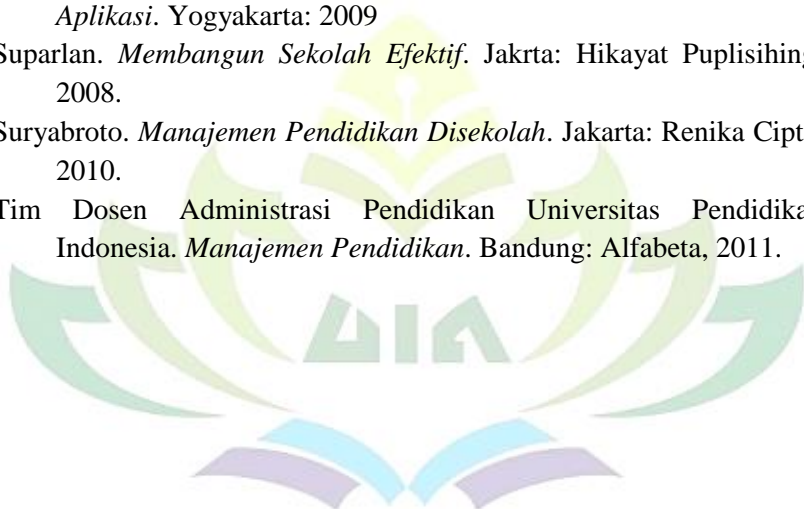 Aplikasi. Yogyakarta: 2009
Suparlan. Membangun Sekolah Efektif. Jakrta: Hikayat Puplisihing
2008.
Suryabroto. Manajemen Pendidikan Disekolah. Jakarta: Renika Cipt
2010.
Tim Dosen Administrasi Pendidikan Universitas Pendidika
Indonesia. Manajemen Pendidikan. Bandung: Alfabeta, 2011.
UIN